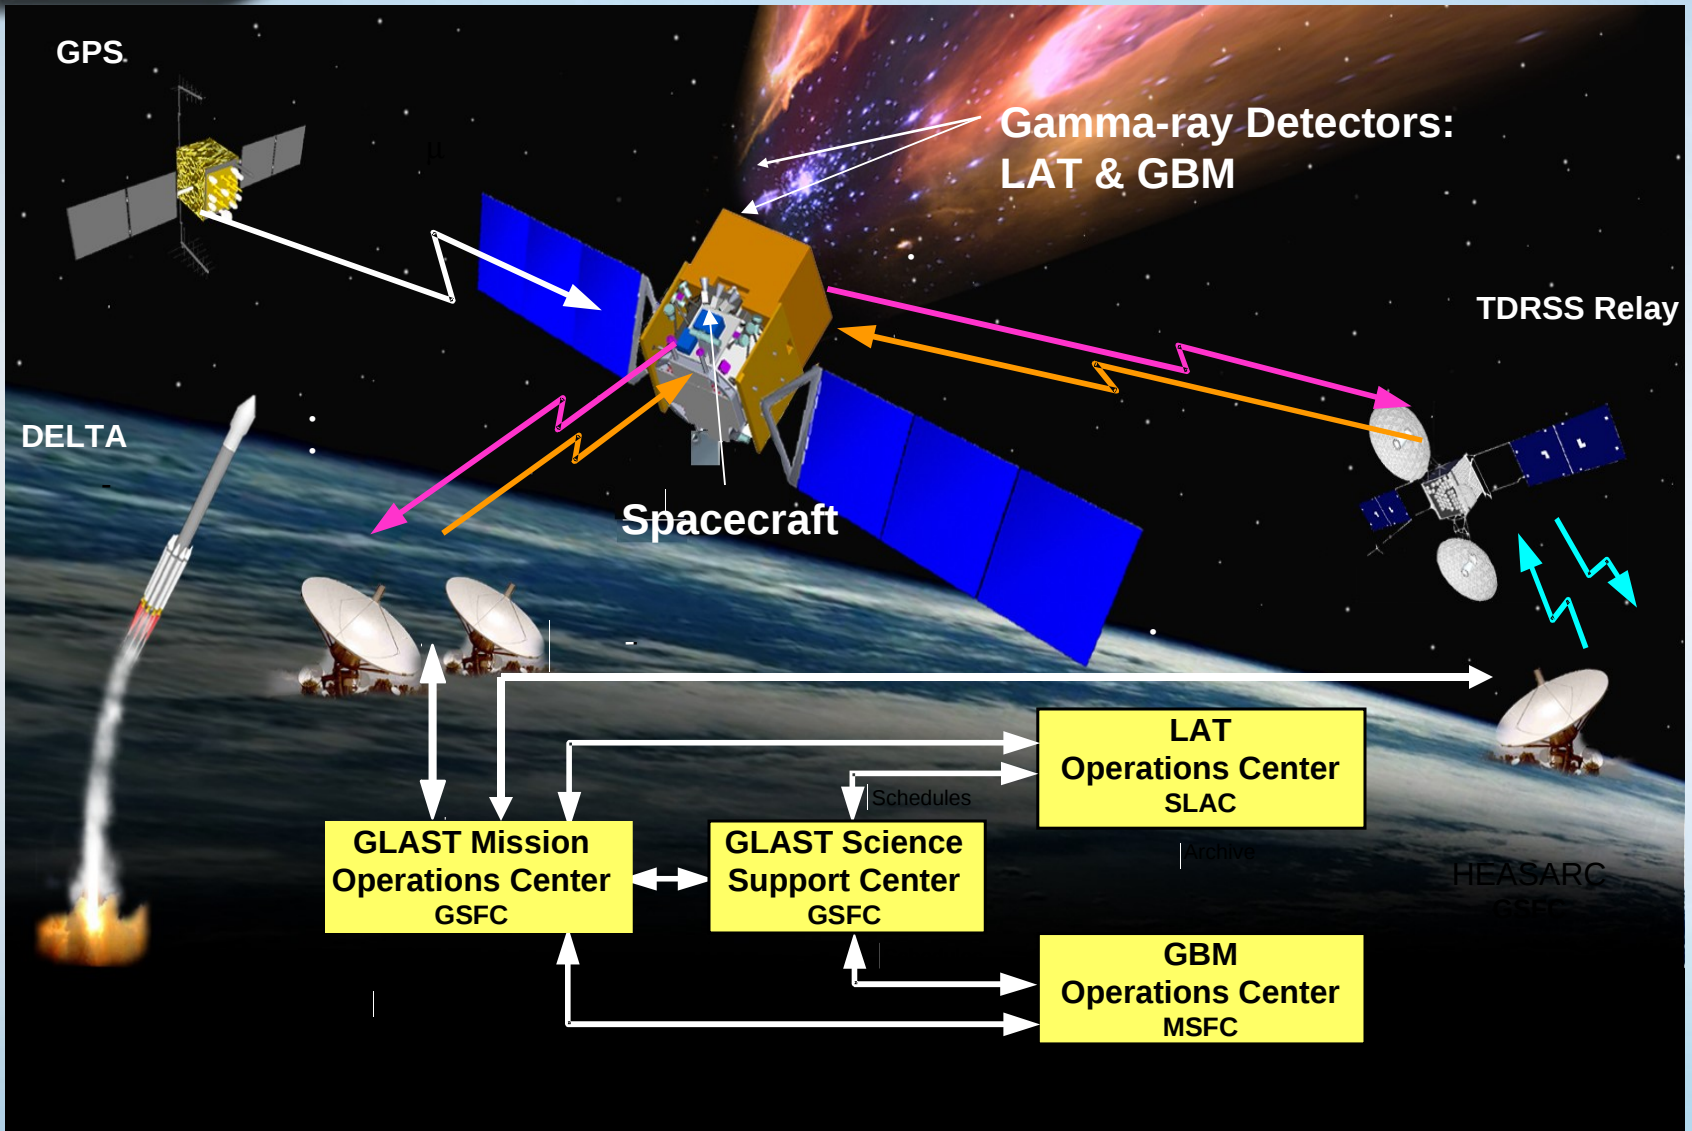 GPS
µ
Gamma-ray Detectors:
LAT & GBM
TDRSS Relay
DELTA
-
Spacecraft
-
LAT
Operations Center
SLAC
Schedules
GLAST Mission
Operations Center
GSFC
GLAST Science
Support Center
GSFC
Archive
HEASARC
GSFC
GBM
Operations Center
MSFC